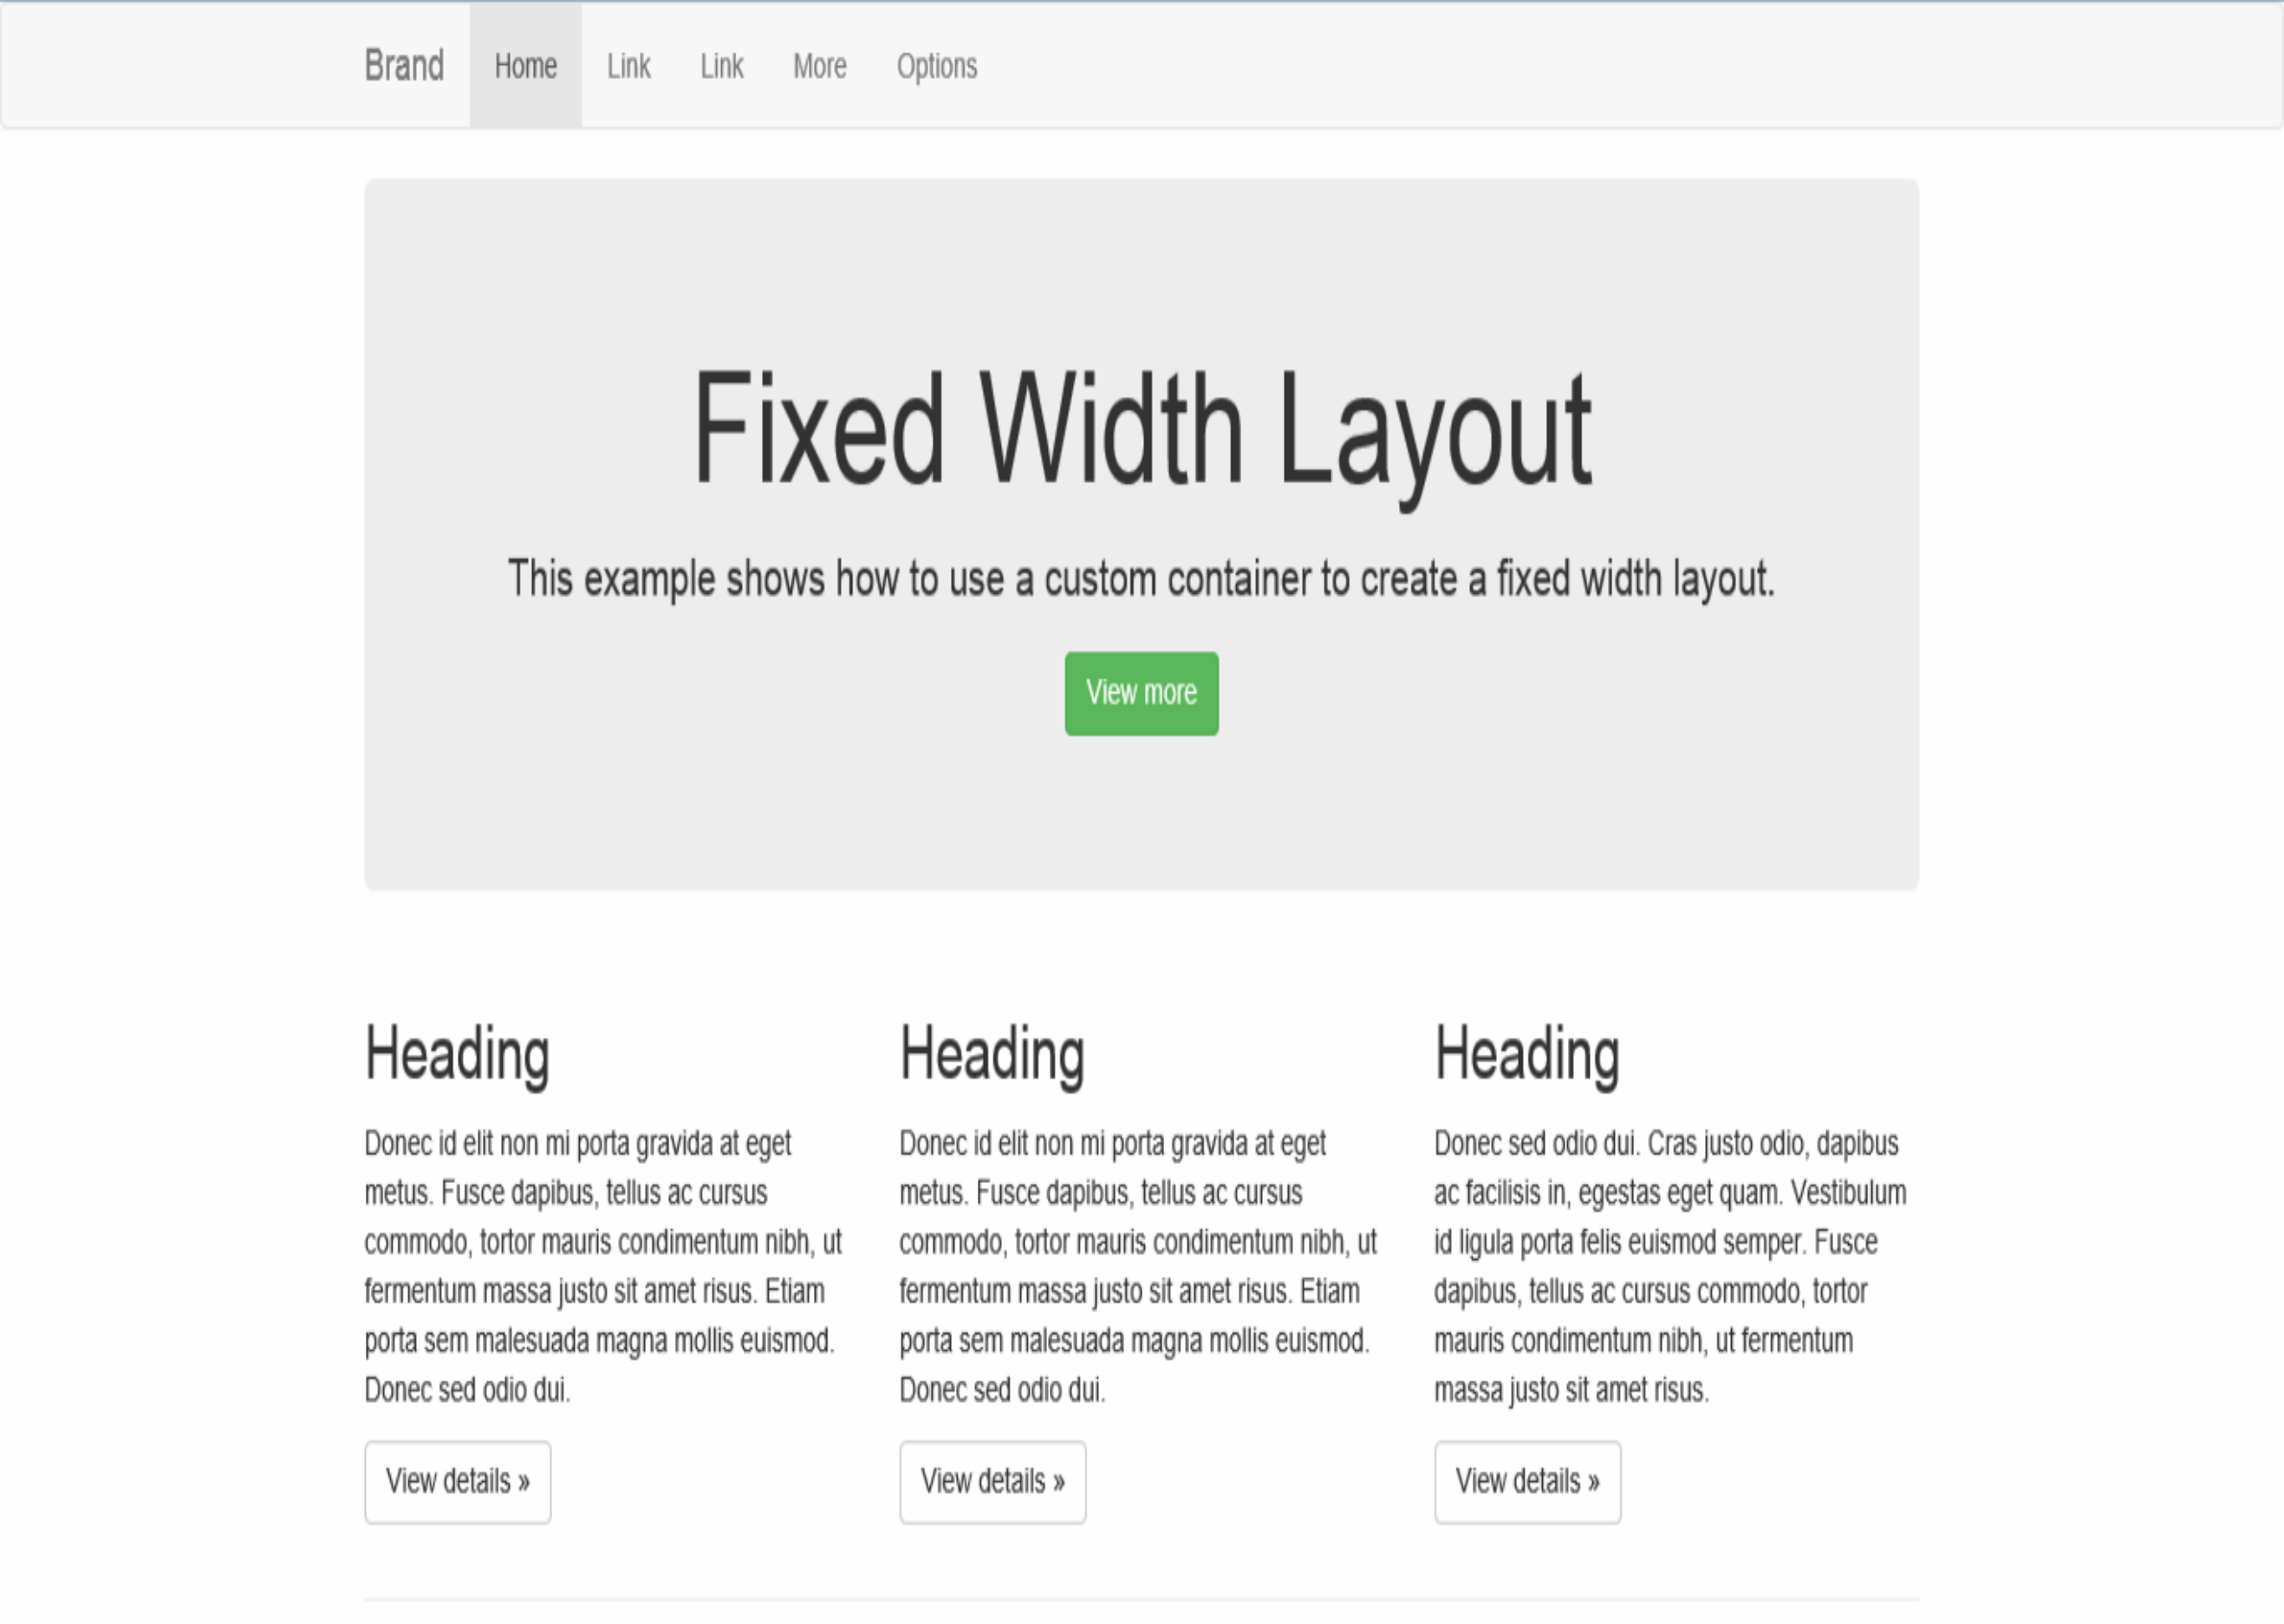 Brand Home Link Link More Options
Fixed Width Layout
This example shows how to use a custom container to create a fixed width layout.
View more
Heading
Donec id elit non mi porta gravida at eget
metus. Fusce dapibus, tellus ac cursus
commodo, tortor mauris condimentum nibh, ut
fermentum massa justo sit amet risus. Etiam
porta sem malesuada magna mollis euismod.
Donec sed odio dui.
View details »
Heading
Donec id elit non mi porta gravida at eget
metus. Fusce dapibus, tellus ac cursus
commodo, tortor mauris condimentum nibh, ut
fermentum massa justo sit amet risus. Etiam
porta sem malesuada magna mollis euismod.
Donec sed odio dui.
View details »
Heading
Donec sed odio dui. Cras justo odio, dapibus
ac facilisis in, egestas eget quam. Vestibulum
id ligula porta felis euismod semper. Fusce
dapibus, tellus ac cursus commodo, tortor
mauris condimentum nibh, ut fermentum
massa justo sit amet risus.
View details »